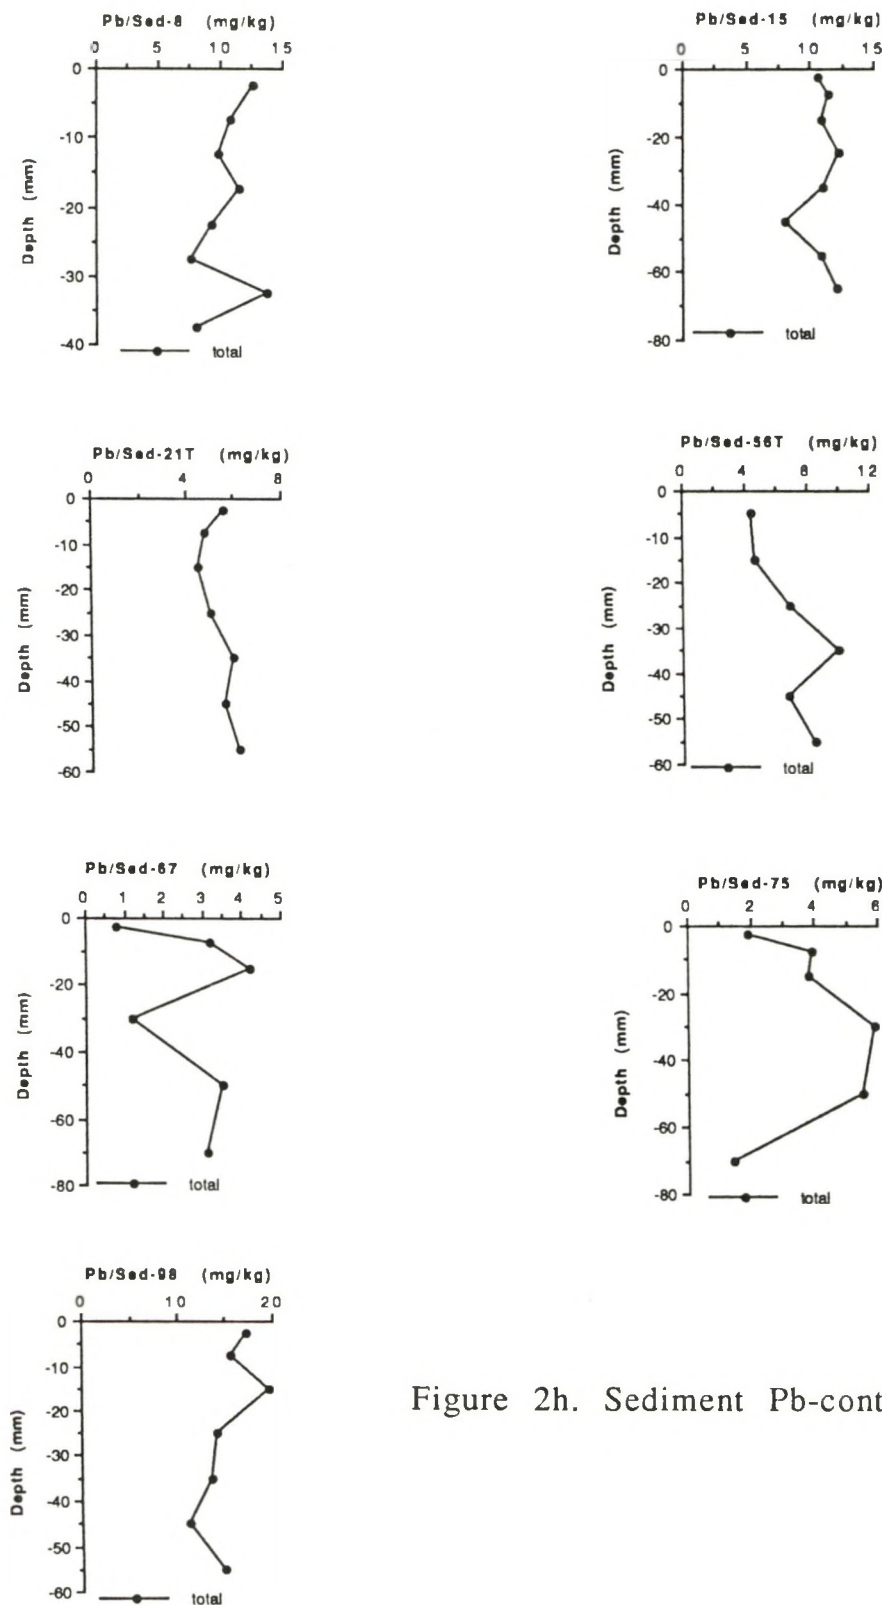 Pb/Sed-8 (mg/kg)
0 5 10 15
Depth (mm)
0
-10
-20
-30
-40
total
Pb/Sed-15 (mg/kg)
0 5 10 15
Depth (mm)
0
-20
-40
-60
-80
total
Pb/Sed-21T (mg/kg)
0 4 6 8
Depth (mm)
0
-10
-20
-30
-40
-50
-60
Pb/Sed-56T (mg/kg)
0 4 8 12
Depth (mm)
0
-10
-20
-30
-40
-50
-60
total
Pb/Sed-67 (mg/kg)
0 1 2 3 4 5
Depth (mm)
0
-20
-40
-60
-80
total
Pb/Sed-75 (mg/kg)
0 2 4 6
Depth (mm)
0
-20
-40
-60
-80
total
Pb/Sed-98 (mg/kg)
0 10 20
Depth (mm)
0
-10
-20
-30
-40
-50
-60
total
Figure 2h. Sediment Pb-cont